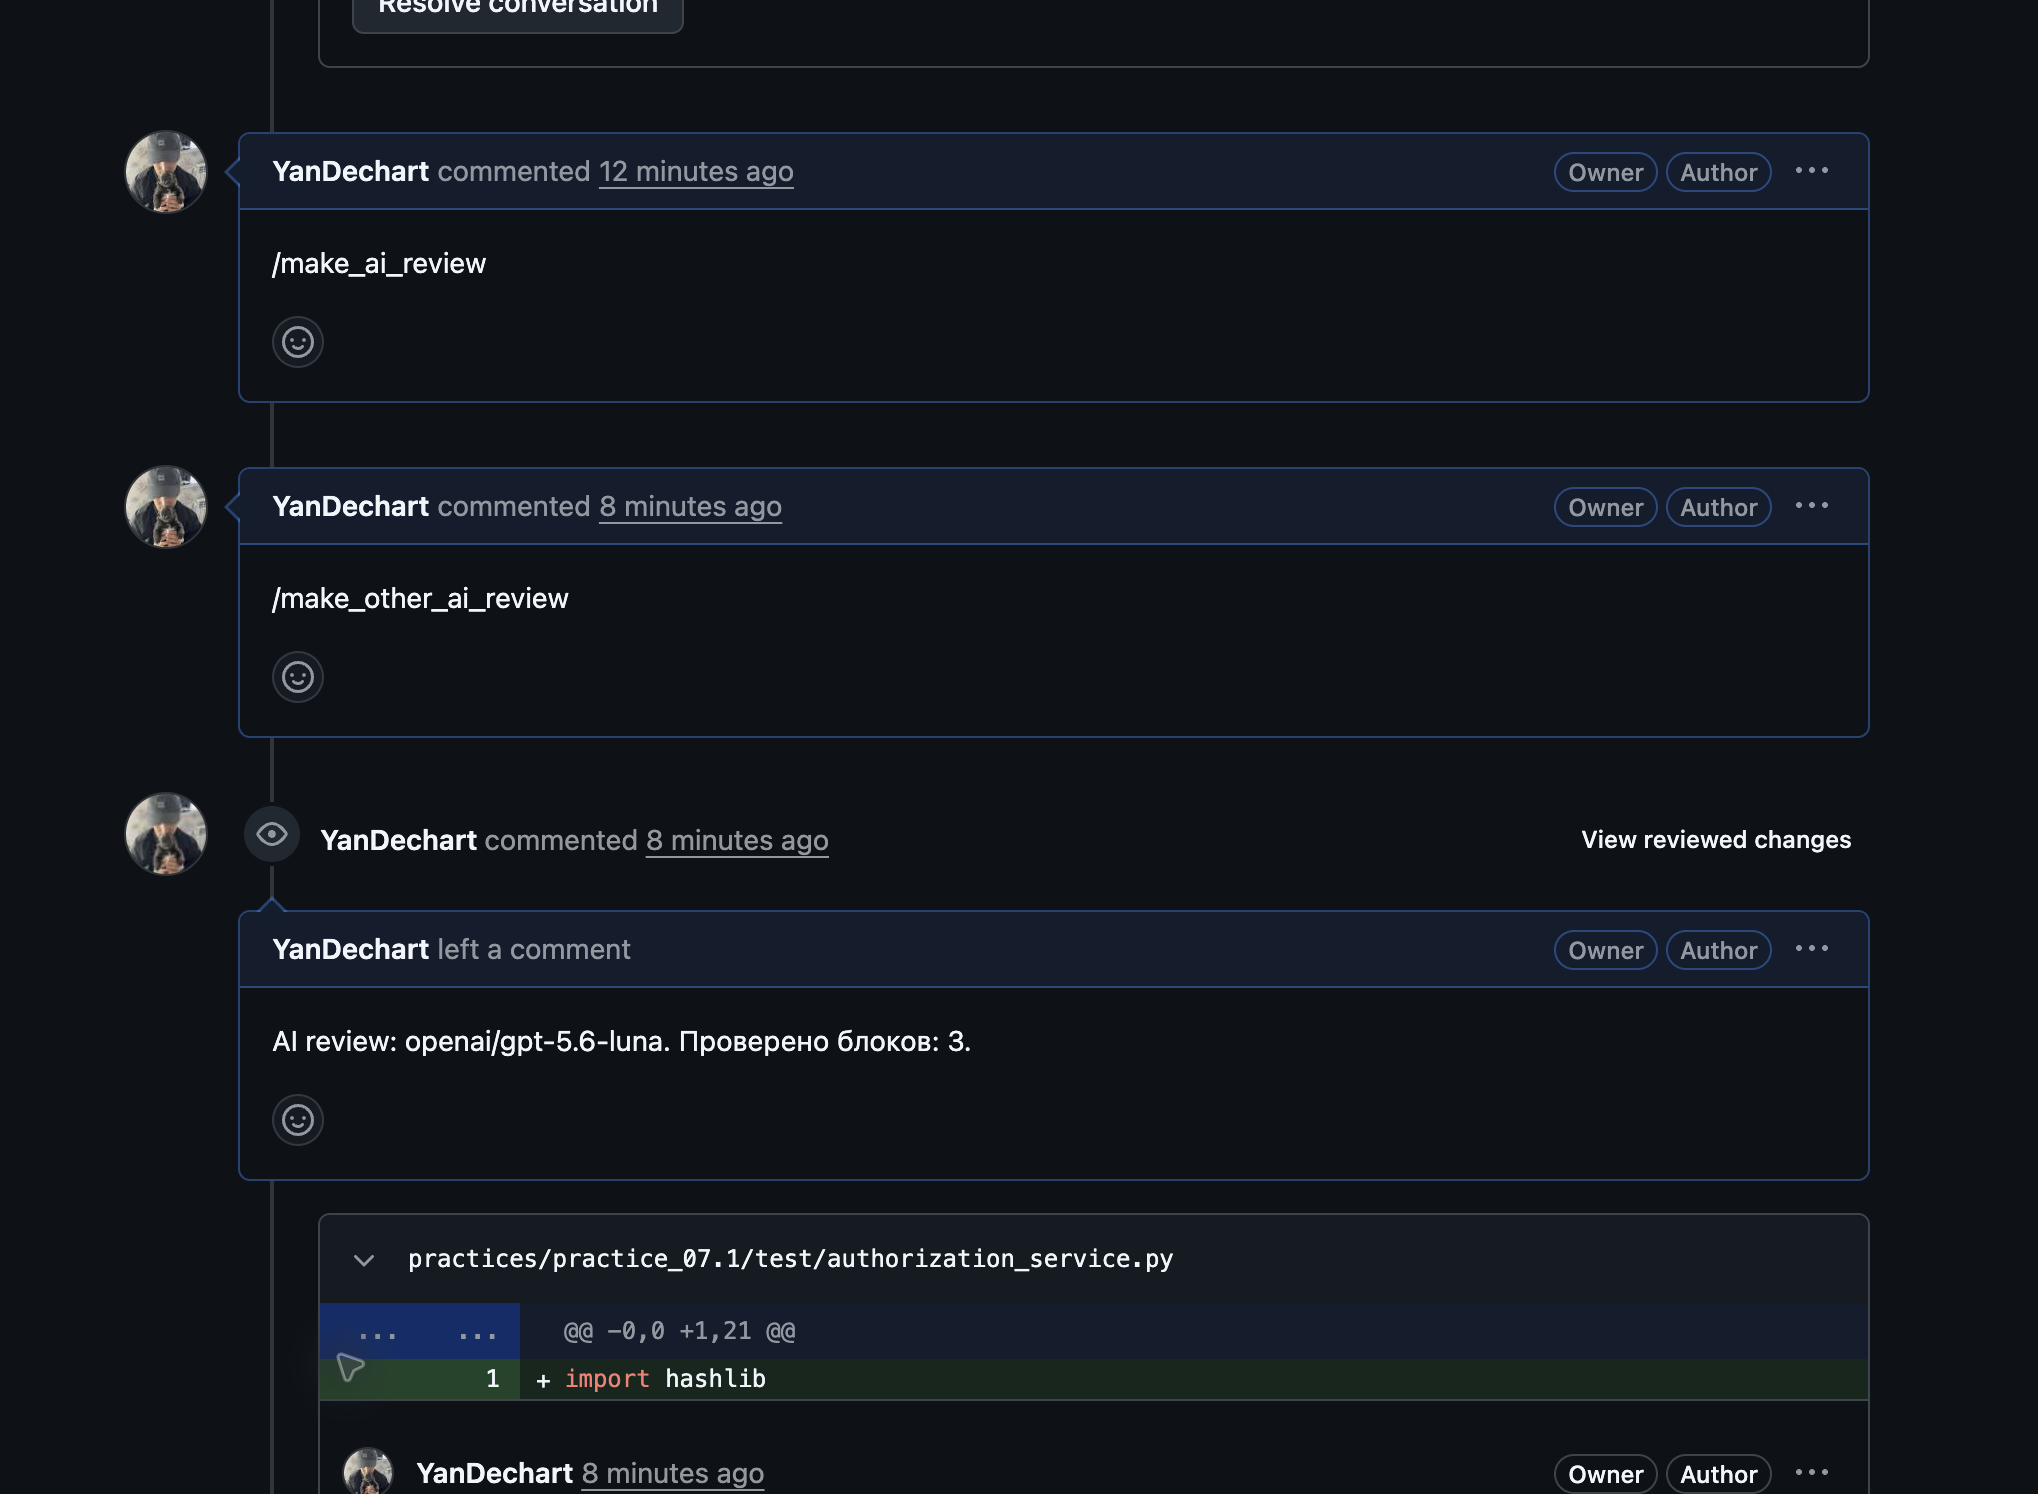 Resolve conversation
YanDechart commented 12 minutes ago Owner Author ...
/make_ai_review
YanDechart commented 8 minutes ago Owner Author ...
/make_other_ai_review
YanDechart commented 8 minutes ago View reviewed changes
YanDechart left a comment Owner Author ...
AI review: openai/gpt-5.6-luna. Проверено блоков: 3.
practices/practice_07.1/test/authorization_service.py
... ... @@ -0,0 +1,21 @@
1 + import hashlib
YanDechart 8 minutes ago Owner Author ...